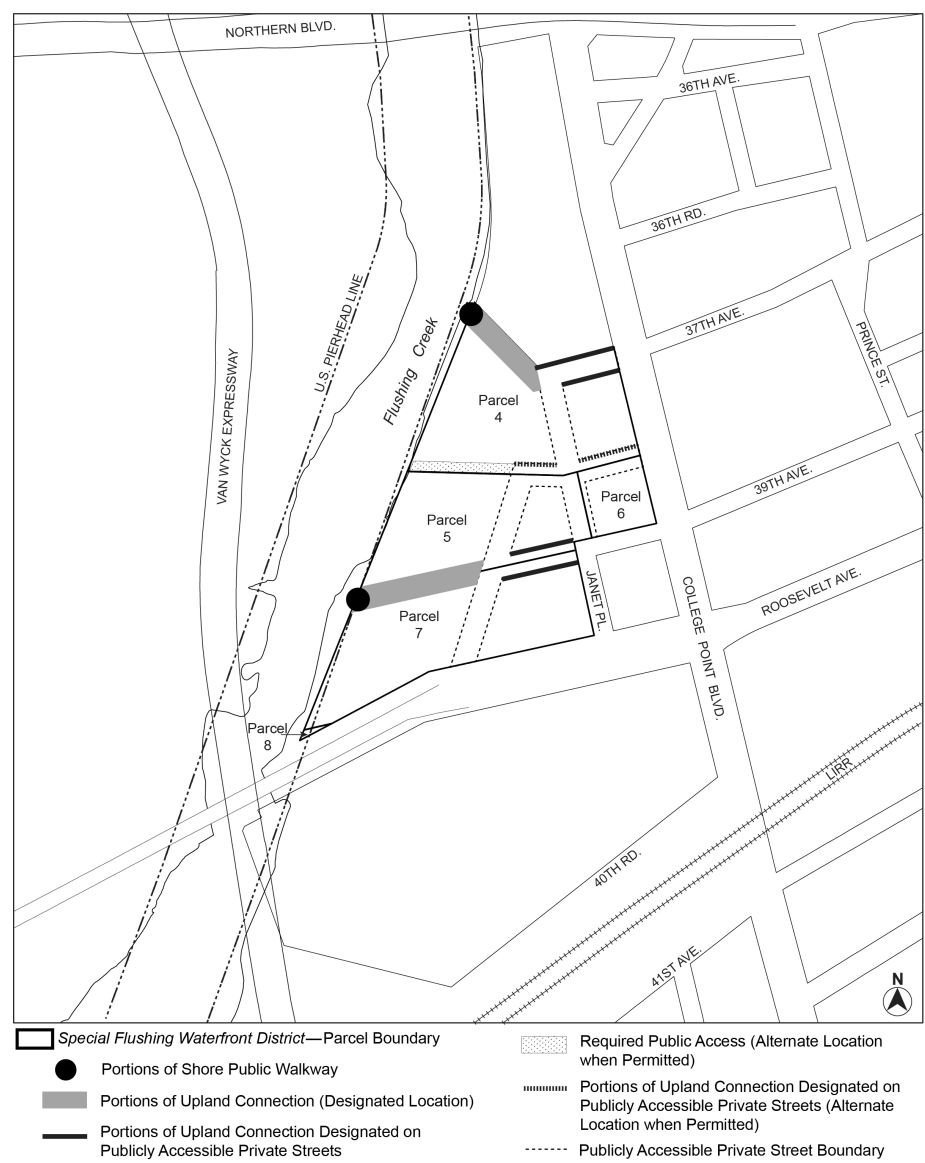 NORTHERN BLVD.
36TH AVE.
36TH RD.
U.S. PIERHEAD LINE
Flushing Creek
37TH AVE.
PRINCE ST.
VAN WYCK EXPRESSWAY
Parcel
4
39TH AVE.
Parcel
6
Parcel
5
JANET PL.
COLLEGE POINT BLVD.
ROOSEVELT AVE.
Parcel
7
Parcel
8
LIRR
40TH RD.
41ST AVE.
N
Special Flushing Waterfront District—Parcel Boundary
Portions of Shore Public Walkway
Portions of Upland Connection (Designated Location)
Portions of Upland Connection Designated on
Publicly Accessible Private Streets
Required Public Access (Alternate Location
when Permitted)
Portions of Upland Connection Designated on
Publicly Accessible Private Streets (Alternate
Location when Permitted)
Publicly Accessible Private Street Boundary